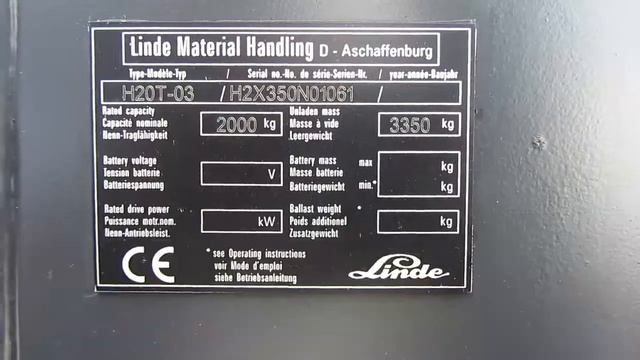 Linde Material Handling D - Aschaffenburg
Type-Modèle-Typ / Serial no.-No. de série-Serien-Nr. / year-année-Baujahr
H20T-03 / H2X350N01061 /
Rated capacity
Capacité nominale
Nenn-Tragfähigkeit
2000 kg
Unladen mass
Masse à vide
Leergewicht
3350 kg
Battery voltage
Tension batterie
Batteriespannung
V
Battery mass max
Masse batterie
Batteriegewicht min.*
kg
kg
Rated drive power
Puissance motr.nom.
Nenn-Antriebsleist.
kW
Ballast weight *
Poids additionel
Zusatzgewicht
kg
CE
* see Operating instructions
voir Mode d'emploi
siehe Betriebsanleitung
Linde